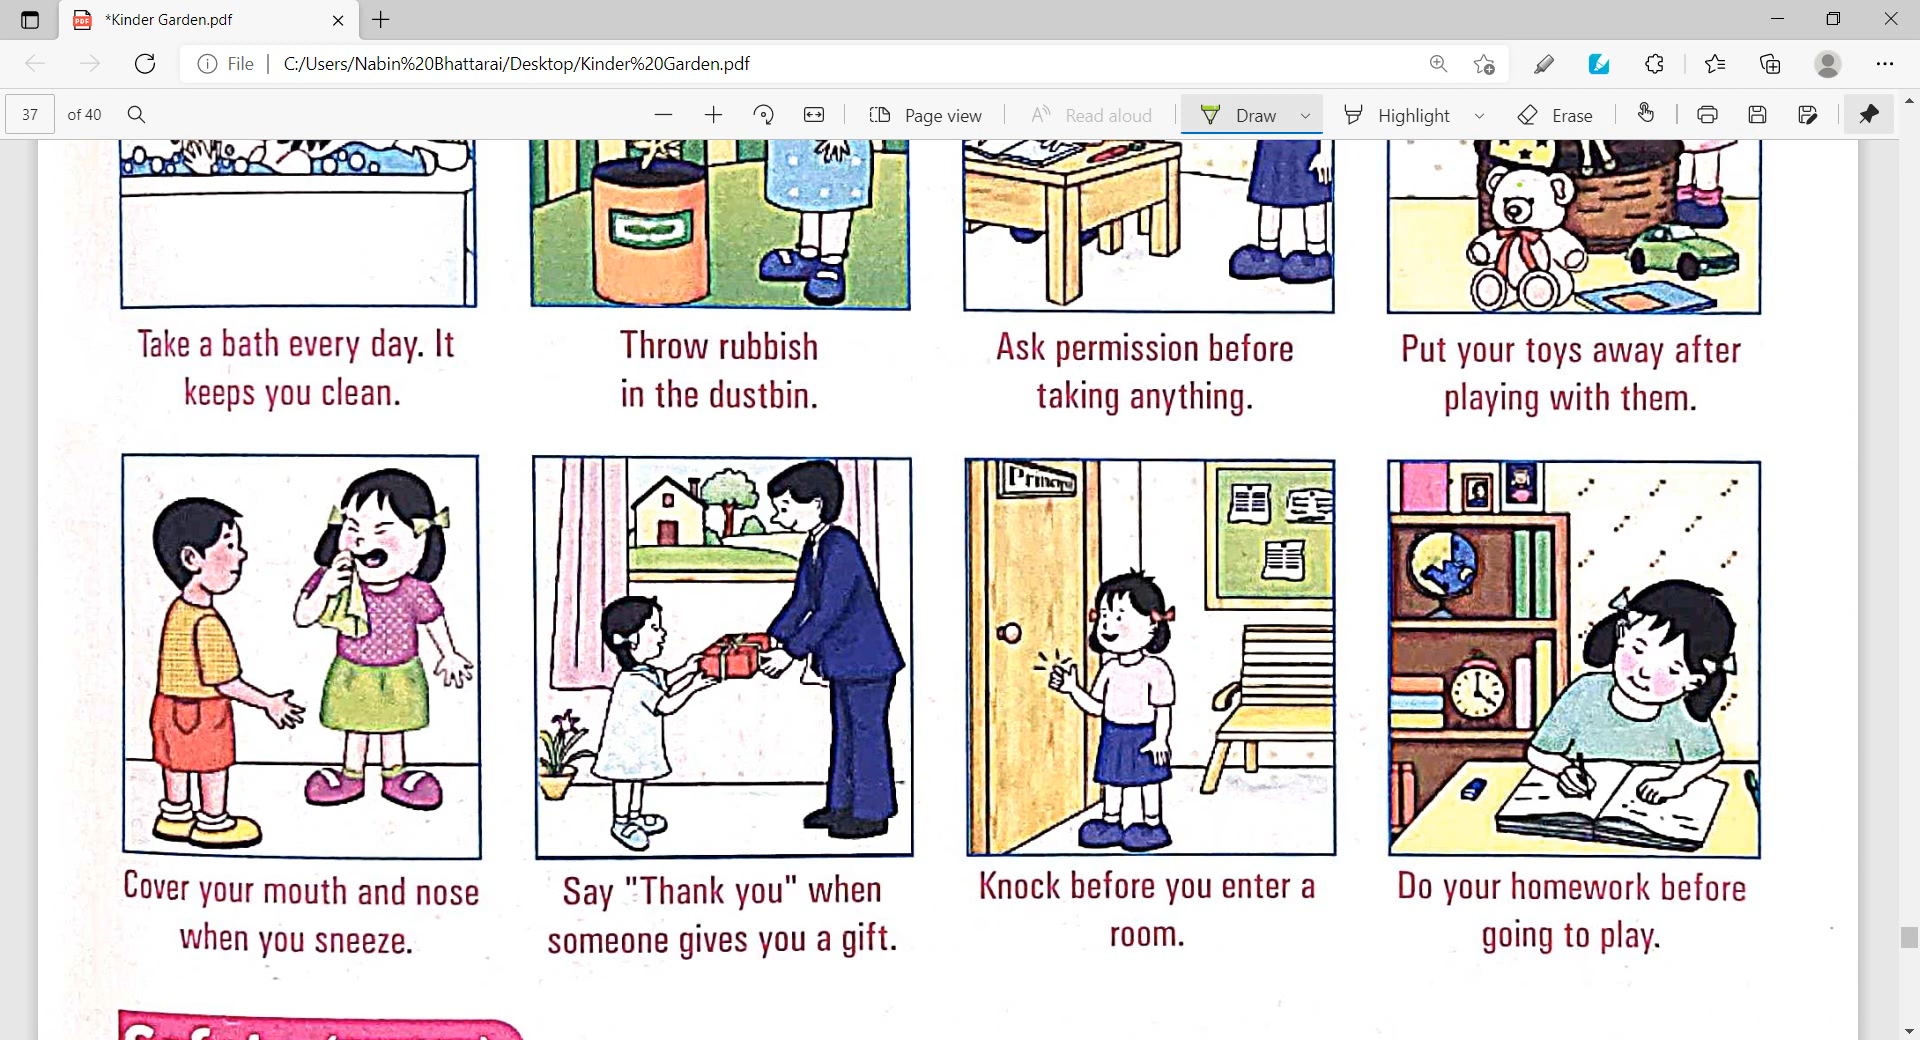 *Kinder Garden.pdf
File
C:/Users/Nabin%20Bhattarai/Desktop/Kinder%20Garden.pdf
37 of 40
Page view
Read aloud
Draw
Highlight
Erase
Take a bath every day. It
keeps you clean.
Throw rubbish
in the dustbin.
Ask permission before
taking anything.
Put your toys away after
playing with them.
Cover your mouth and nose
when you sneeze.
Say "Thank you" when
someone gives you a gift.
Knock before you enter a
room.
Do your homework before
going to play.